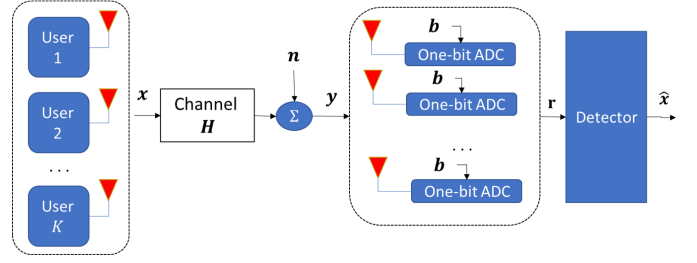 User
1
User
2
...
User
K
x
Channel
H
n
Σ
y
b
One-bit ADC
b
One-bit ADC
...
b
One-bit ADC
r
Detector
x̂